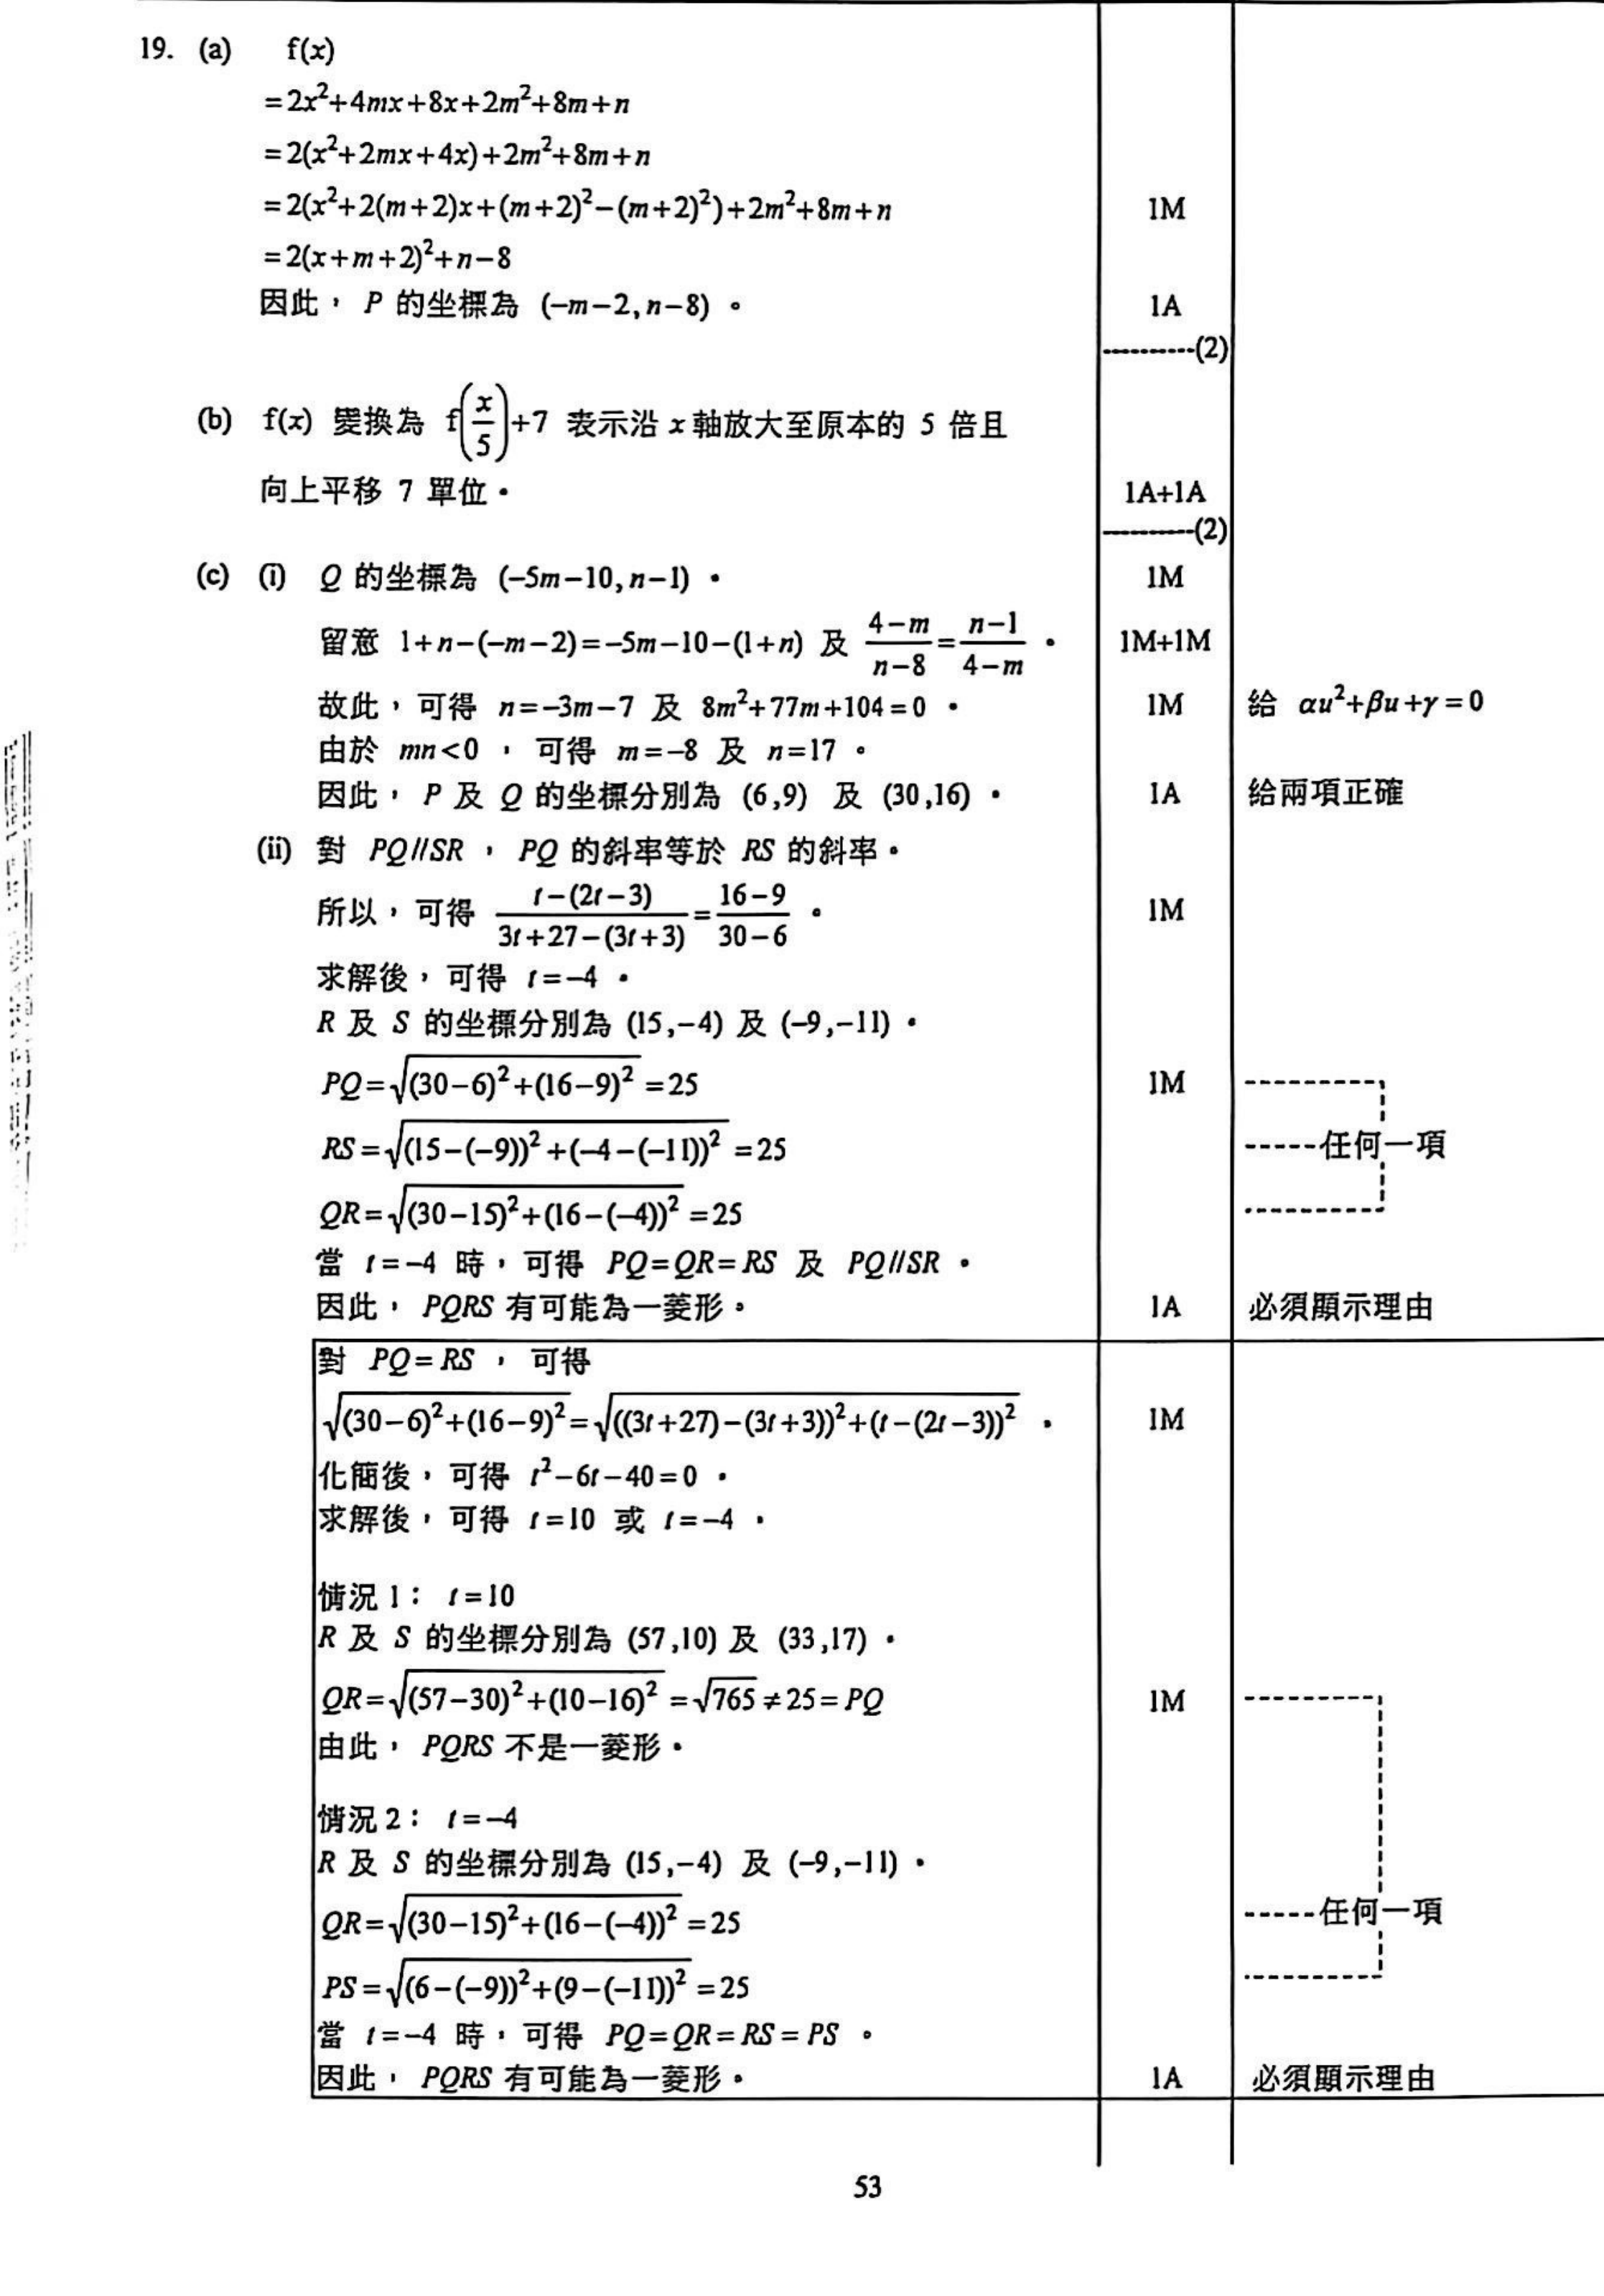 19. (a) f(x)
=2x²+4mx+8x+2m²+8m+n
=2(x²+2mx+4x)+2m²+8m+n
=2(x²+2(m+2)x+(m+2)²−(m+2)²)+2m²+8m+n 1M
=2(x+m+2)²+n−8
因此，P 的坐標為 (−m−2, n−8) 。 1A
----------(2)
(b) f(x) 變換為 f(x/5)+7 表示沿 x 軸放大至原本的 5 倍且
向上平移 7 單位。 1A+1A
----------(2)
(c) (i) Q 的坐標為 (−5m−10, n−1) 。 1M
留意 1+n−(−m−2)=−5m−10−(1+n) 及 (4−m)/(n−8)=(n−1)/(4−m) 。 1M+1M
故此，可得 n=−3m−7 及 8m²+77m+104=0 。 1M 給 αu²+βu+γ=0
由於 mn<0 ，可得 m=−8 及 n=17 。
因此，P 及 Q 的坐標分別為 (6,9) 及 (30,16) 。 1A 給兩項正確
(ii) 對 PQ//SR ，PQ 的斜率等於 RS 的斜率。
所以，可得 (t−(2t−3))/(3t+27−(3t+3))=(16−9)/(30−6) 。 1M
求解後，可得 t=−4 。
R 及 S 的坐標分別為 (15,−4) 及 (−9,−11) 。
PQ=√((30−6)²+(16−9)²)=25 1M
RS=√((15−(−9))²+(−4−(−11))²)=25 任何一項
QR=√((30−15)²+(16−(−4))²)=25
當 t=−4 時，可得 PQ=QR=RS 及 PQ//SR 。
因此，PQRS 有可能為一菱形。 1A 必須顯示理由
對 PQ=RS ，可得
√((30−6)²+(16−9)²)=√(((3t+27)−(3t+3))²+(t−(2t−3))²) 。 1M
化簡後，可得 t²−6t−40=0 。
求解後，可得 t=10 或 t=−4 。
情況 1： t=10
R 及 S 的坐標分別為 (57,10) 及 (33,17) 。
QR=√((57−30)²+(10−16)²)=√765≠25=PQ 1M
由此，PQRS 不是一菱形。
情況 2： t=−4
R 及 S 的坐標分別為 (15,−4) 及 (−9,−11) 。
QR=√((30−15)²+(16−(−4))²)=25 任何一項
PS=√((6−(−9))²+(9−(−11))²)=25
當 t=−4 時，可得 PQ=QR=RS=PS 。
因此，PQRS 有可能為一菱形。 1A 必須顯示理由
53